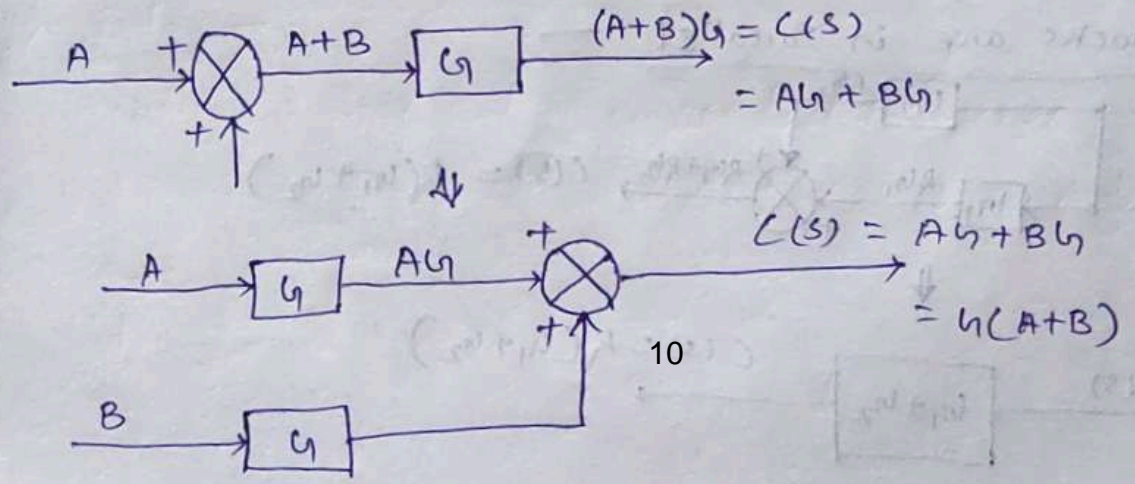 A + A+B G (A+B)G = C(S)
+ = AG + BG
A G AG + C(S) = AG + BG
+ = G(A+B)
10
B G